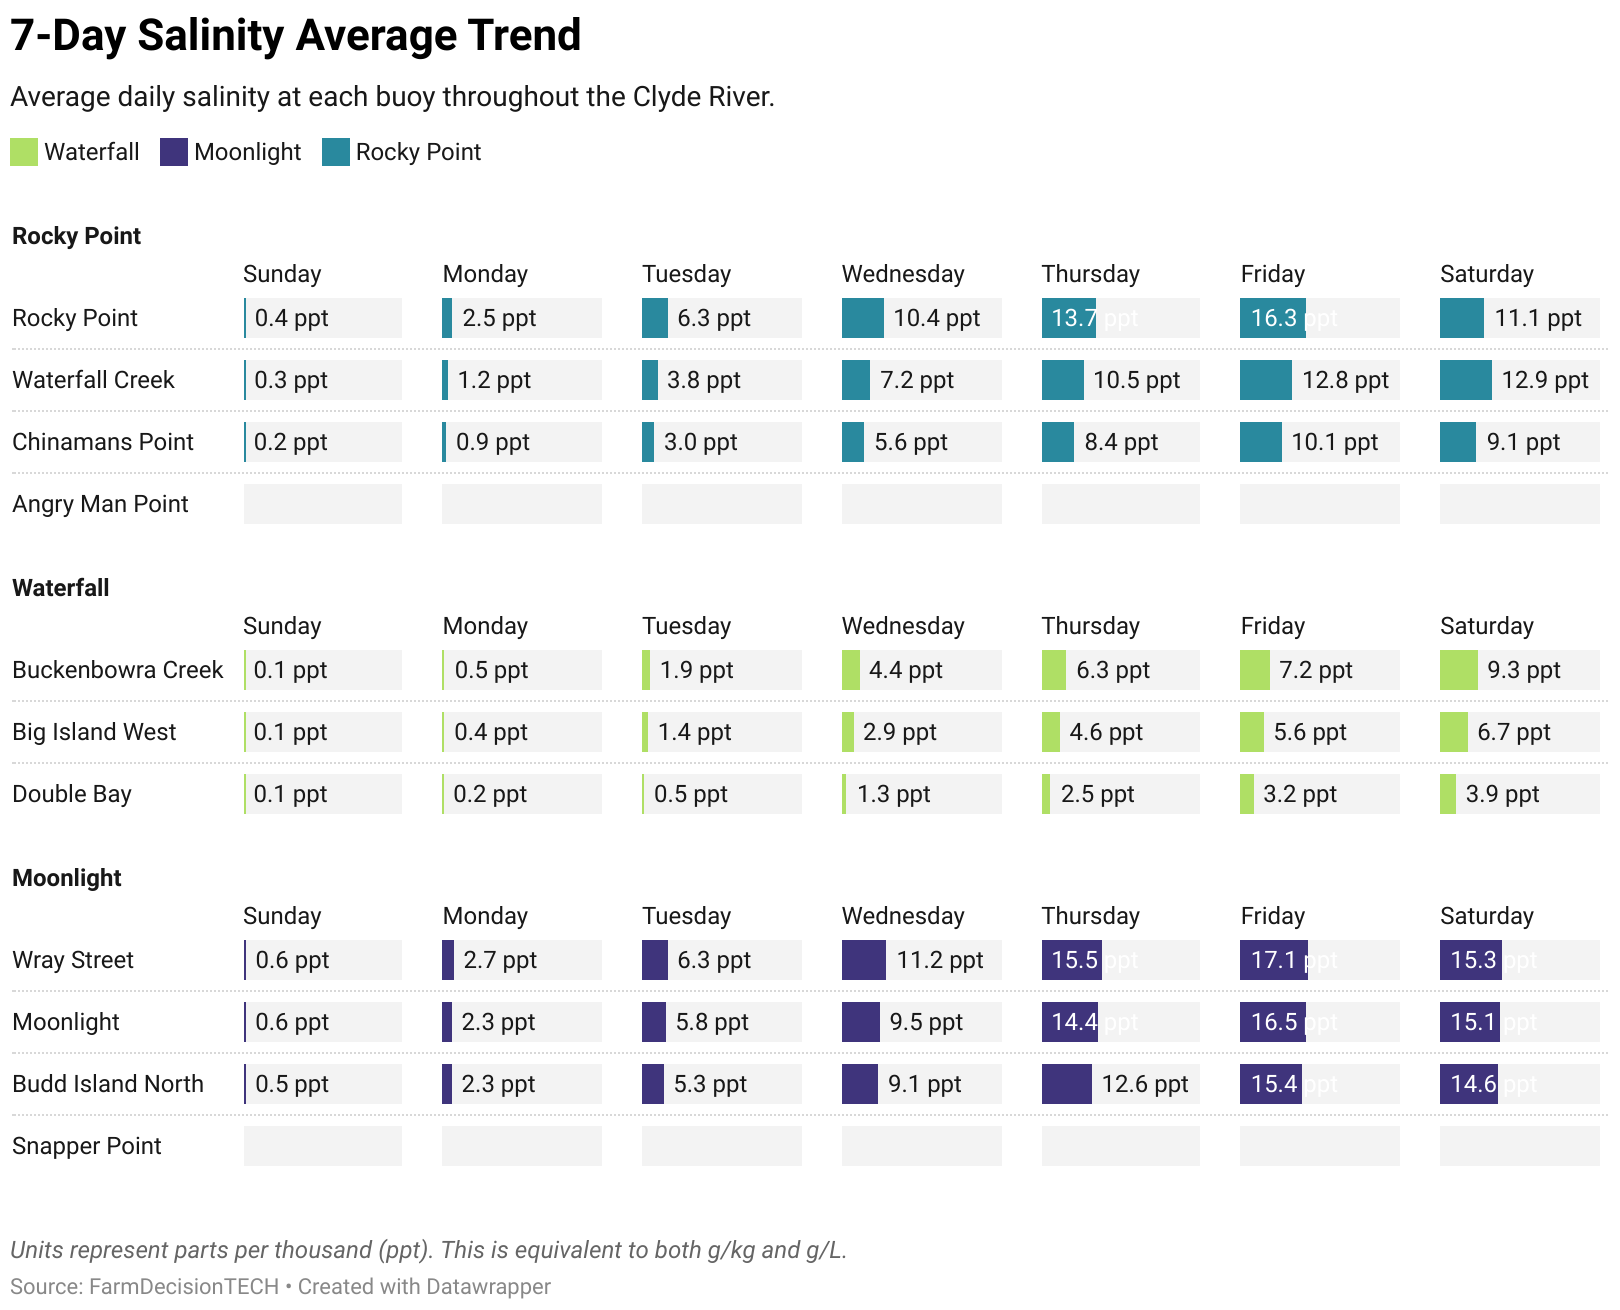 7-Day Salinity Average Trend
Average daily salinity at each buoy throughout the Clyde River.
Waterfall Moonlight Rocky Point
Rocky Point
Sunday Monday Tuesday Wednesday Thursday Friday Saturday
Rocky Point 0.4 ppt 2.5 ppt 6.3 ppt 10.4 ppt 13.7 ppt 16.3 ppt 11.1 ppt
Waterfall Creek 0.3 ppt 1.2 ppt 3.8 ppt 7.2 ppt 10.5 ppt 12.8 ppt 12.9 ppt
Chinamans Point 0.2 ppt 0.9 ppt 3.0 ppt 5.6 ppt 8.4 ppt 10.1 ppt 9.1 ppt
Angry Man Point
Waterfall
Sunday Monday Tuesday Wednesday Thursday Friday Saturday
Buckenbowra Creek 0.1 ppt 0.5 ppt 1.9 ppt 4.4 ppt 6.3 ppt 7.2 ppt 9.3 ppt
Big Island West 0.1 ppt 0.4 ppt 1.4 ppt 2.9 ppt 4.6 ppt 5.6 ppt 6.7 ppt
Double Bay 0.1 ppt 0.2 ppt 0.5 ppt 1.3 ppt 2.5 ppt 3.2 ppt 3.9 ppt
Moonlight
Sunday Monday Tuesday Wednesday Thursday Friday Saturday
Wray Street 0.6 ppt 2.7 ppt 6.3 ppt 11.2 ppt 15.5 ppt 17.1 ppt 15.3 ppt
Moonlight 0.6 ppt 2.3 ppt 5.8 ppt 9.5 ppt 14.4 ppt 16.5 ppt 15.1 ppt
Budd Island North 0.5 ppt 2.3 ppt 5.3 ppt 9.1 ppt 12.6 ppt 15.4 ppt 14.6 ppt
Snapper Point
Units represent parts per thousand (ppt). This is equivalent to both g/kg and g/L.
Source: FarmDecisionTECH • Created with Datawrapper